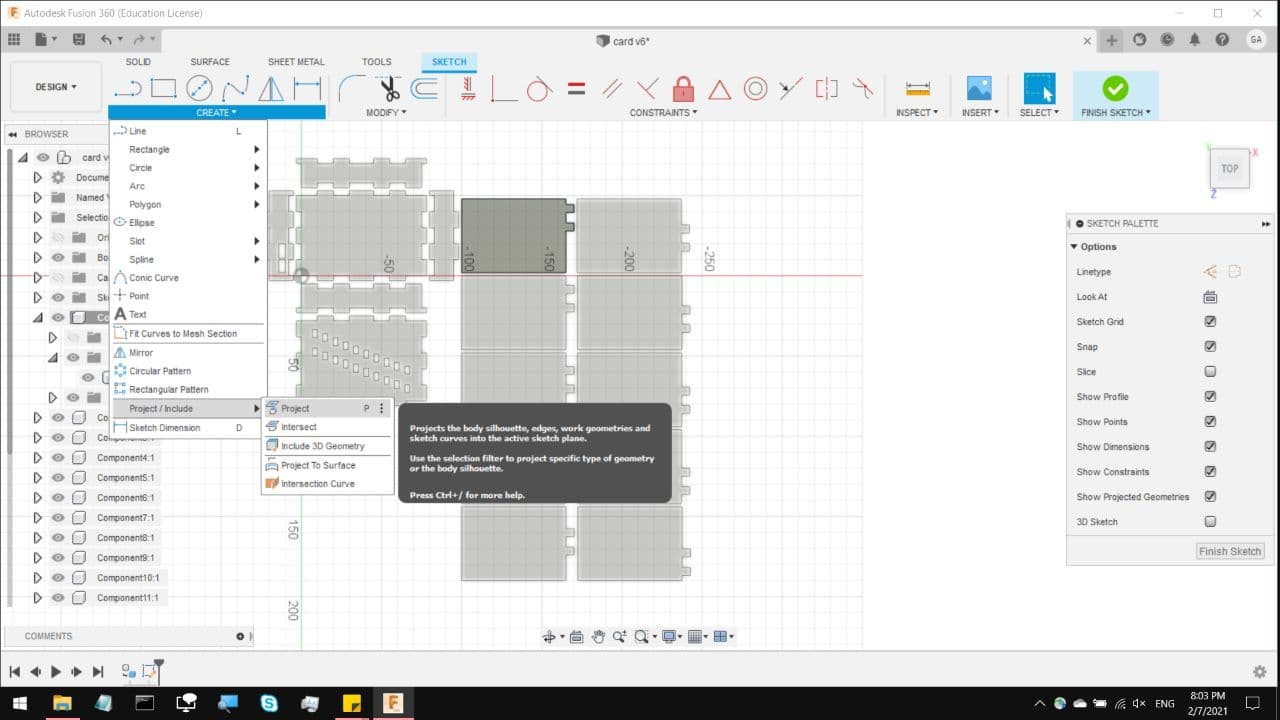 Autodesk Fusion 360 (Education License)
card v6*
GA
DESIGN
SOLID
SURFACE
SHEET METAL
TOOLS
SKETCH
CREATE
MODIFY
CONSTRAINTS
INSPECT
INSERT
SELECT
FINISH SKETCH
BROWSER
card v
Docume
Named
Selectio
Ori
Bo
Ca
Sk
Co
Co
Component4:1
Component5:1
Component6:1
Component7:1
Component8:1
Component9:1
Component10:1
Component11:1
COMMENTS
Line L
Rectangle
Circle
Arc
Polygon
Ellipse
Slot
Spline
Conic Curve
Point
Text
Fit Curves to Mesh Section
Mirror
Circular Pattern
Rectangular Pattern
Project / Include
Sketch Dimension D
Project P
Intersect
Include 3D Geometry
Project To Surface
Intersection Curve
Projects the body silhouette, edges, work geometries and
sketch curves into the active sketch plane.
Use the selection filter to project specific type of geometry
or the body silhouette.
Press Ctrl+/ for more help.
-50
-100
-150
-200
-250
50
150
200
TOP
X
Y
Z
SKETCH PALETTE
Options
Linetype
Look At
Sketch Grid
Snap
Slice
Show Profile
Show Points
Show Dimensions
Show Constraints
Show Projected Geometries
3D Sketch
Finish Sketch
ENG
8:03 PM
2/7/2021